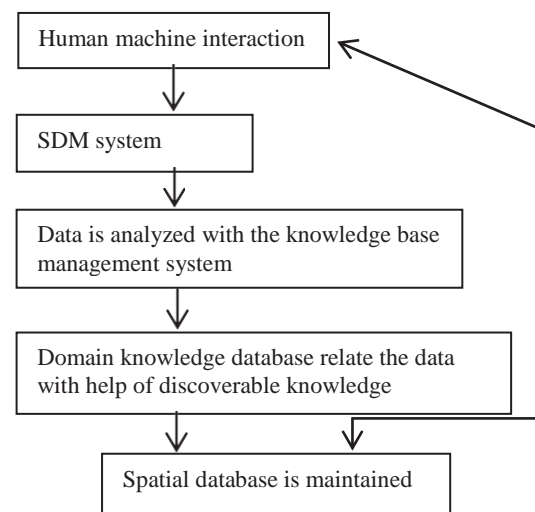 Human machine interaction
SDM system
Data is analyzed with the knowledge base
management system
Domain knowledge database relate the data
with help of discoverable knowledge
Spatial database is maintained